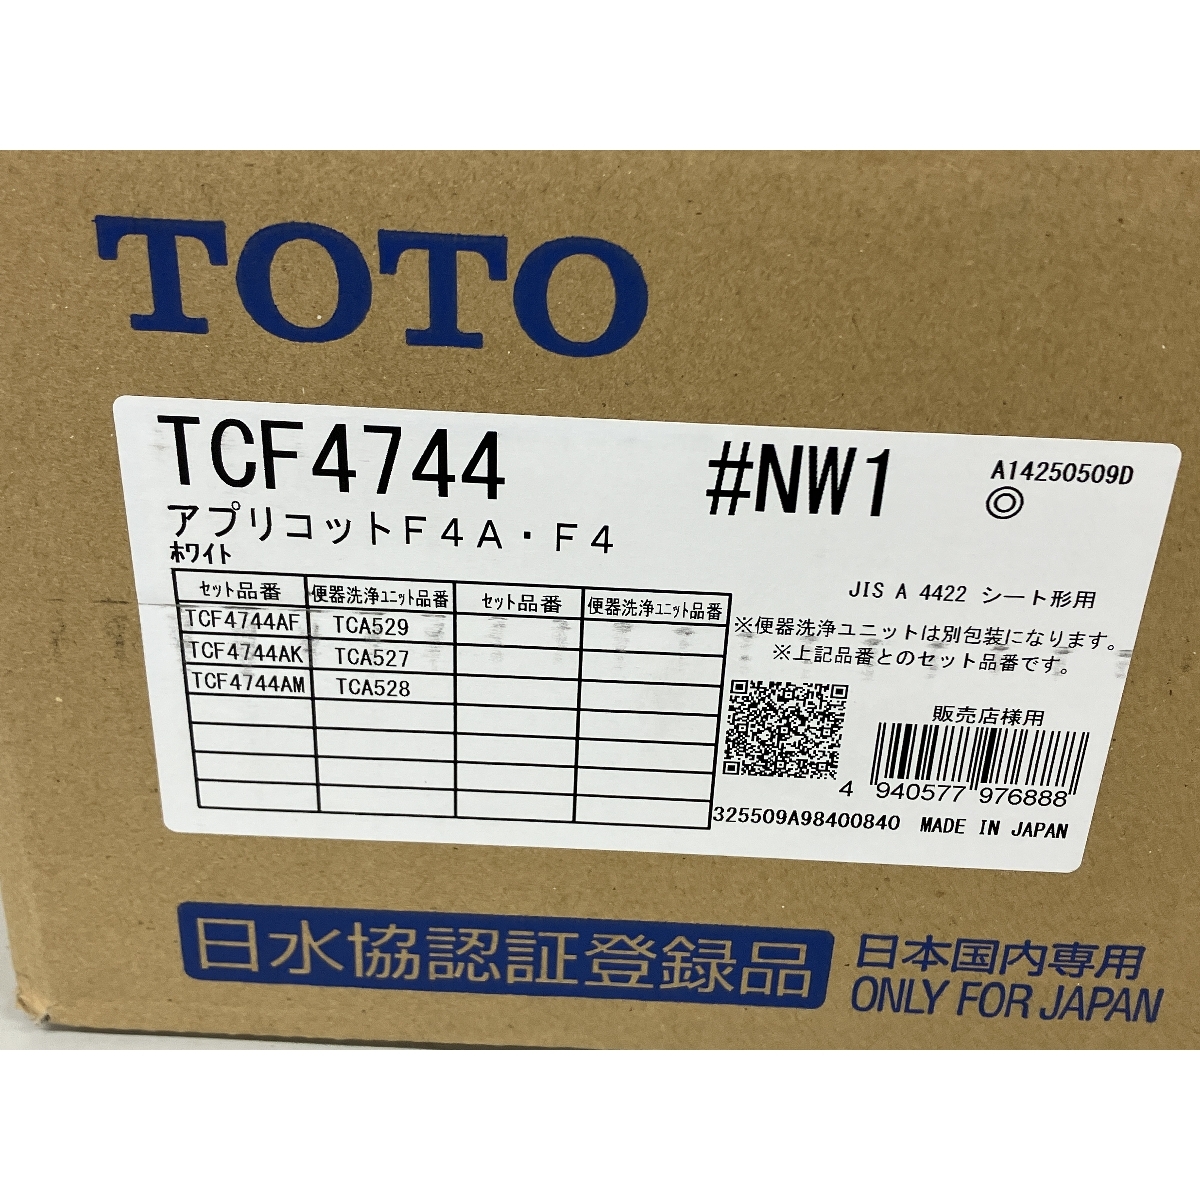 TOTO
TCF4744 #NW1 A14250509D
アプリコットF4A・F4 ◎
ホワイト
JIS A 4422 シート形用
セット品番 便器洗浄ユニット品番 セット品番 便器洗浄ユニット品番
TCF4744AF TCA529
TCF4744AK TCA527
TCF4744AM TCA528
※便器洗浄ユニットは別包装になります。
※上記品番とのセット品番です。
販売店様用
4 940577 976888
325509A98400840 MADE IN JAPAN
日水協認証登録品
日本国内専用
ONLY FOR JAPAN